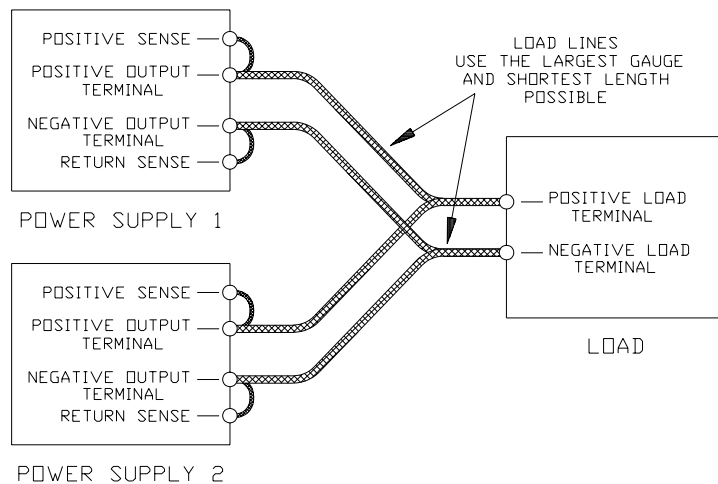 POSITIVE SENSE
POSITIVE OUTPUT
TERMINAL
NEGATIVE OUTPUT
TERMINAL
RETURN SENSE
POWER SUPPLY 1
LOAD LINES
USE THE LARGEST GAUGE
AND SHORTEST LENGTH
POSSIBLE
POSITIVE LOAD
TERMINAL
NEGATIVE LOAD
TERMINAL
LOAD
POSITIVE SENSE
POSITIVE OUTPUT
TERMINAL
NEGATIVE OUTPUT
TERMINAL
RETURN SENSE
POWER SUPPLY 2